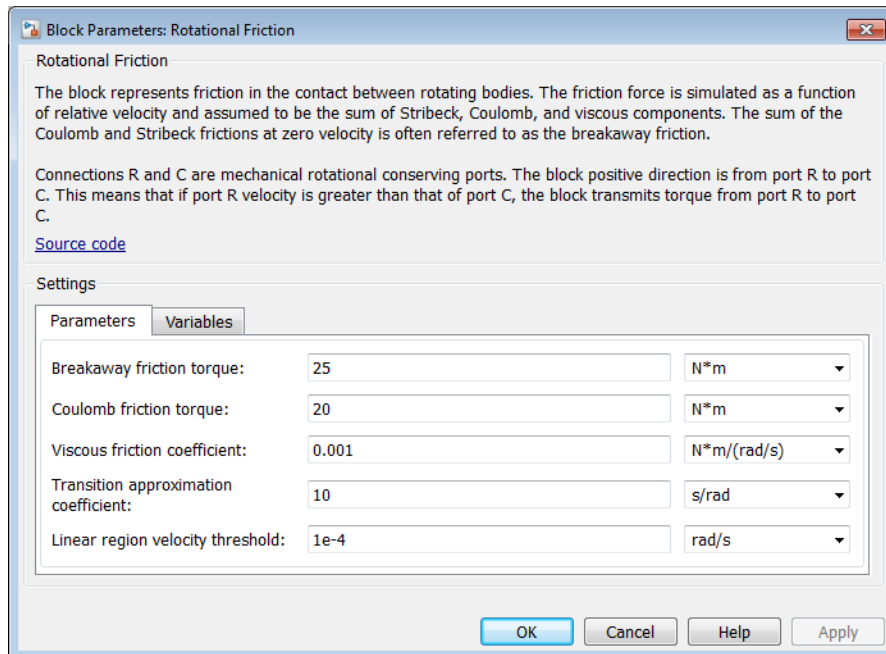 Block Parameters: Rotational Friction
Rotational Friction
The block represents friction in the contact between rotating bodies. The friction force is simulated as a function
of relative velocity and assumed to be the sum of Stribeck, Coulomb, and viscous components. The sum of the
Coulomb and Stribeck frictions at zero velocity is often referred to as the breakaway friction.
Connections R and C are mechanical rotational conserving ports. The block positive direction is from port R to port
C. This means that if port R velocity is greater than that of port C, the block transmits torque from port R to port
C.
Source code
Settings
Parameters Variables
Breakaway friction torque: 25 N*m
Coulomb friction torque: 20 N*m
Viscous friction coefficient: 0.001 N*m/(rad/s)
Transition approximation
coefficient: 10 s/rad
Linear region velocity threshold: 1e-4 rad/s
OK Cancel Help Apply